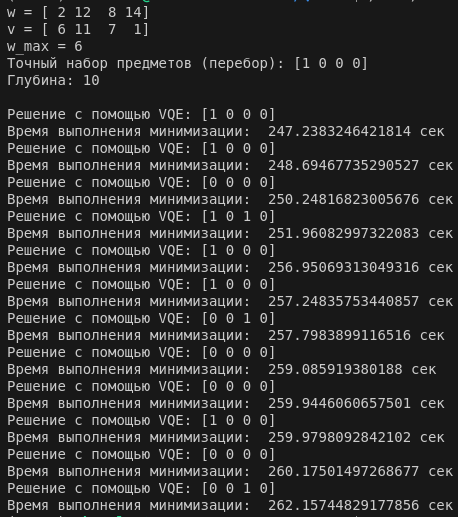 w = [ 2 12  8 14]
v = [ 6 11  7  1]
w_max = 6
Точный набор предметов (перебор): [1 0 0 0]
Глубина: 10
Решение с помощью VQE: [1 0 0 0]
Время выполнения минимизации:  247.2383246421814 сек
Решение с помощью VQE: [1 0 0 0]
Время выполнения минимизации:  248.69467735290527 сек
Решение с помощью VQE: [0 0 0 0]
Время выполнения минимизации:  250.24816823005676 сек
Решение с помощью VQE: [1 0 1 0]
Время выполнения минимизации:  251.96082997322083 сек
Решение с помощью VQE: [1 0 0 0]
Время выполнения минимизации:  256.95069313049316 сек
Решение с помощью VQE: [1 0 0 0]
Время выполнения минимизации:  257.24835753440857 сек
Решение с помощью VQE: [0 0 1 0]
Время выполнения минимизации:  257.7983899116516 сек
Решение с помощью VQE: [0 0 0 0]
Время выполнения минимизации:  259.085919380188 сек
Решение с помощью VQE: [0 0 0 0]
Время выполнения минимизации:  259.9446060657501 сек
Решение с помощью VQE: [1 0 0 0]
Время выполнения минимизации:  259.9798092842102 сек
Решение с помощью VQE: [0 0 0 0]
Время выполнения минимизации:  260.17501497268677 сек
Решение с помощью VQE: [0 0 1 0]
Время выполнения минимизации:  262.15744829177856 сек